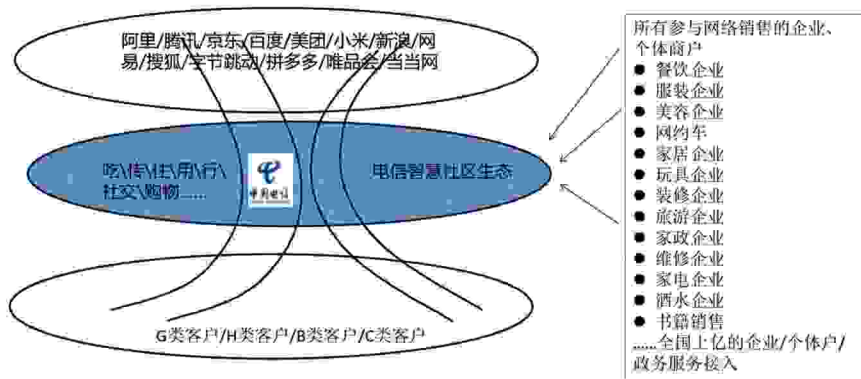 阿里/腾讯/京东/百度/美团/小米/新浪/网
易/搜狐/字节跳动/拼多多/唯品会/当当网
吃\传\住\用\行\
社交\购物......
中国电信
电信智慧社区生态
G类客户/H类客户/B类客户/C类客户
所有参与网络销售的企业、
个体商户
● 餐饮企业
● 服装企业
● 美容企业
● 网约车
● 家居企业
● 玩具企业
● 装修企业
● 旅游企业
● 家政企业
● 维修企业
● 家电企业
● 酒水企业
● 书籍销售
......全国上亿的企业/个体户/
政务服务接入